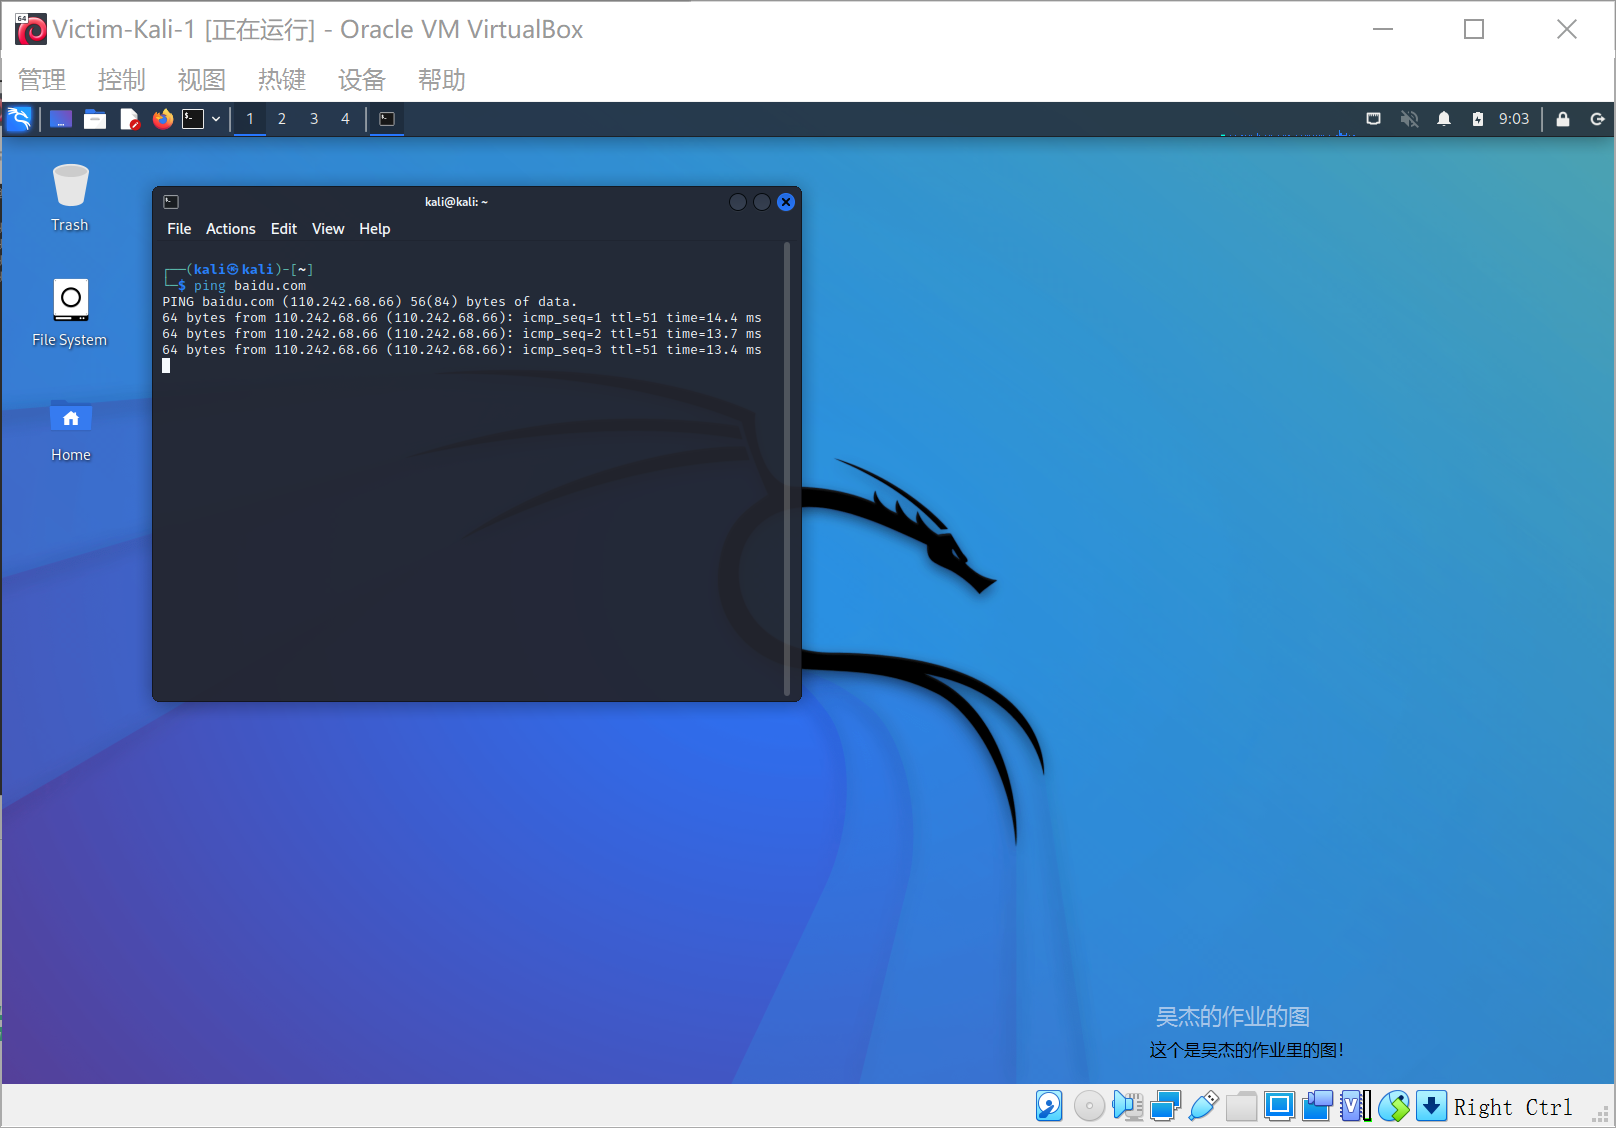 Victim-Kali-1 [正在运行] - Oracle VM VirtualBox
管理 控制 视图 热键 设备 帮助
1 2 3 4 9:03
Trash
File System
Home
kali@kali: ~
File Actions Edit View Help
┌──(kali㉿kali)-[~]
└─$ ping baidu.com
PING baidu.com (110.242.68.66) 56(84) bytes of data.
64 bytes from 110.242.68.66 (110.242.68.66): icmp_seq=1 ttl=51 time=14.4 ms
64 bytes from 110.242.68.66 (110.242.68.66): icmp_seq=2 ttl=51 time=13.7 ms
64 bytes from 110.242.68.66 (110.242.68.66): icmp_seq=3 ttl=51 time=13.4 ms
吴杰的作业的图
这个是吴杰的作业里的图!
Right Ctrl